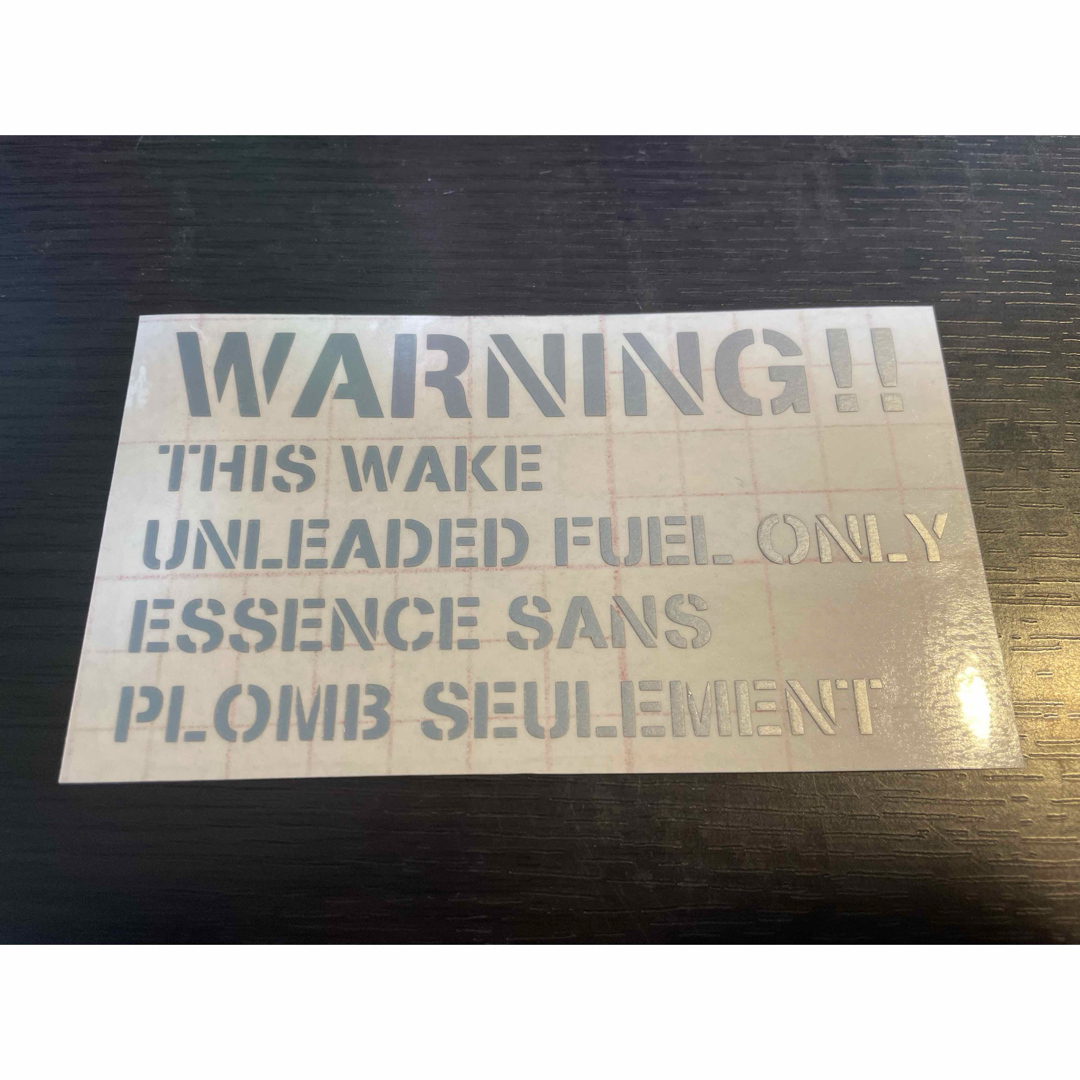 WARNING!!
THIS WAKE
UNLEADED FUEL ONLY
ESSENCE SANS
PLOMB SEULEMENT